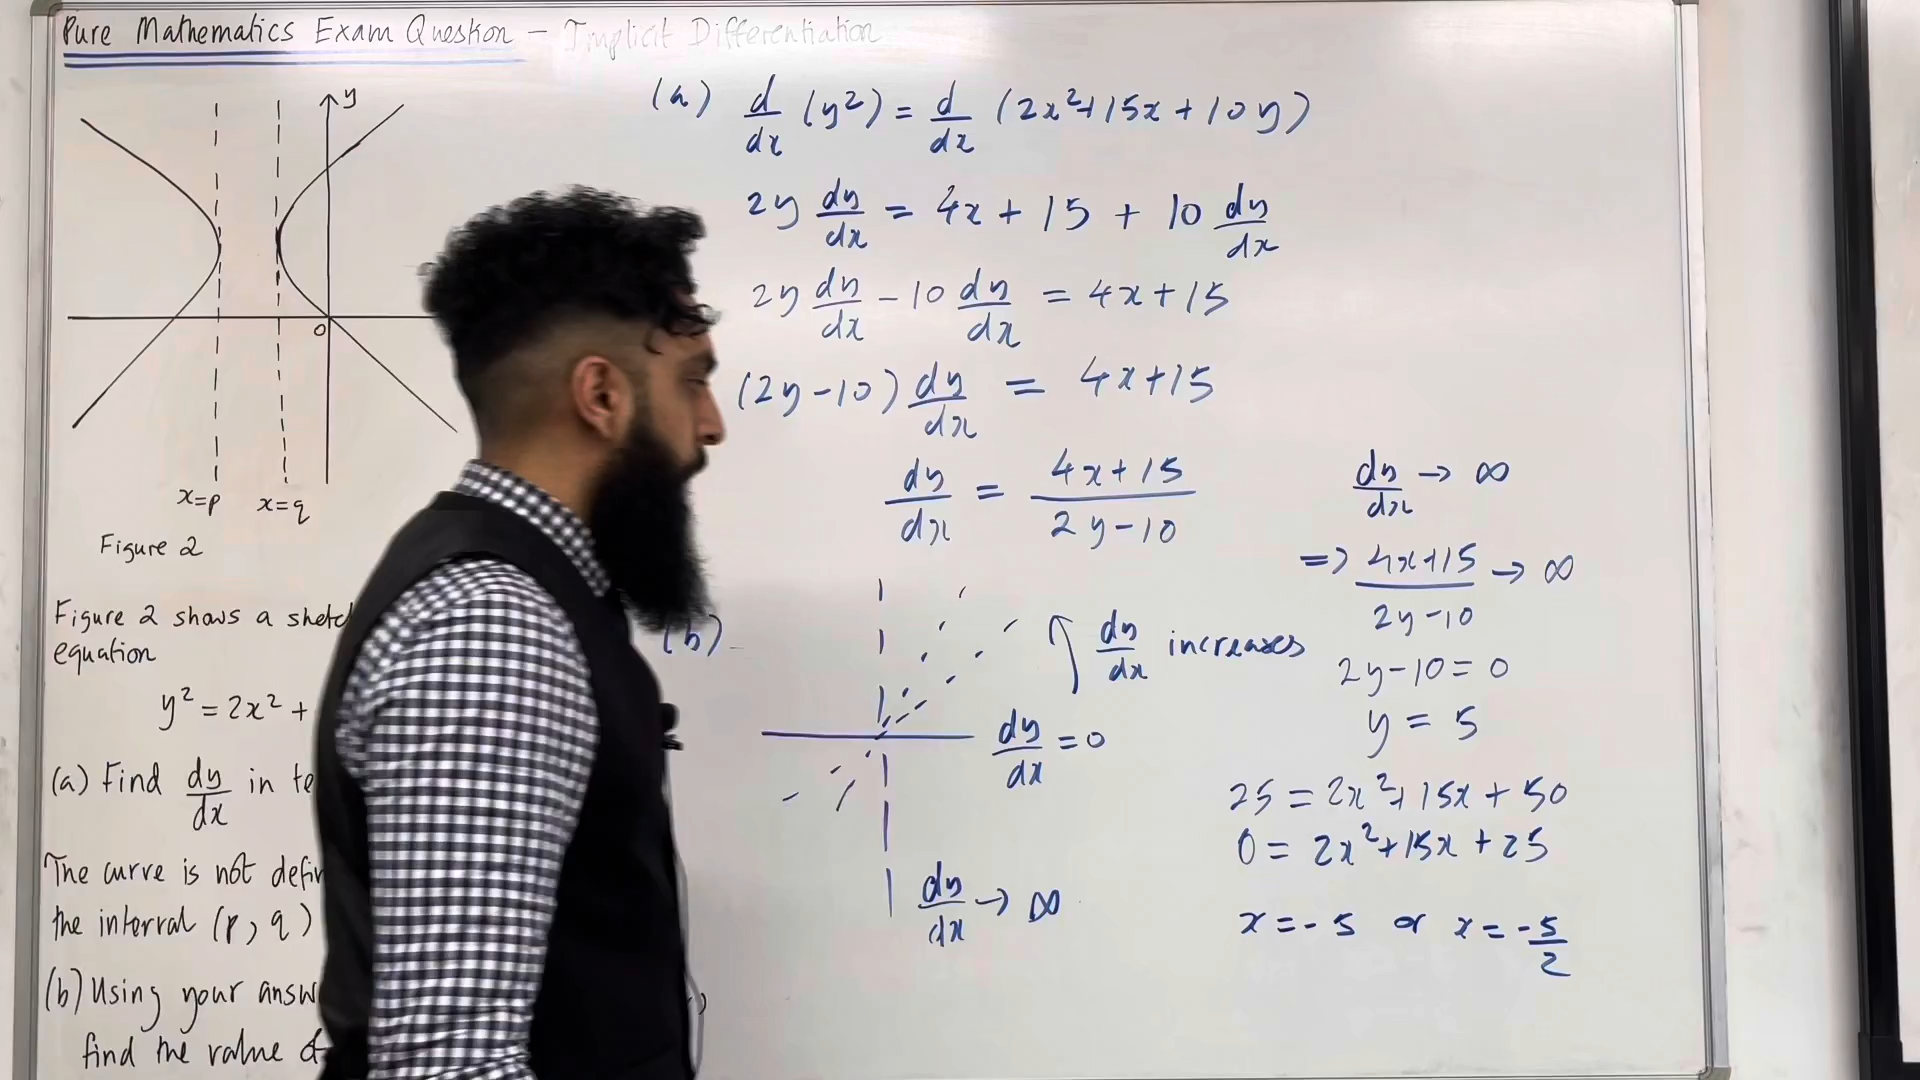 Pure Mathematics Exam Question - Implicit Differentiation
y
O
x=p x=q
Figure 2
Figure 2 shows a sketc
equation
y² = 2x² +
(a) Find dy/dx in te
The curve is not defin
the interval (p, q)
(b) Using your answ
find the value of
(a) d/dx (y²) = d/dx (2x²+15x+10y)
2y dy/dx = 4x + 15 + 10 dy/dx
2y dy/dx - 10 dy/dx = 4x+15
(2y-10) dy/dx = 4x+15
dy/dx = (4x+15)/(2y-10)
(b)
dy/dx increases
dy/dx = 0
dy/dx → ∞
dy/dx → ∞
=> (4x+15)/(2y-10) → ∞
2y-10 = 0
y = 5
25 = 2x²+15x+50
0 = 2x²+15x+25
x = -5 or x = -5/2